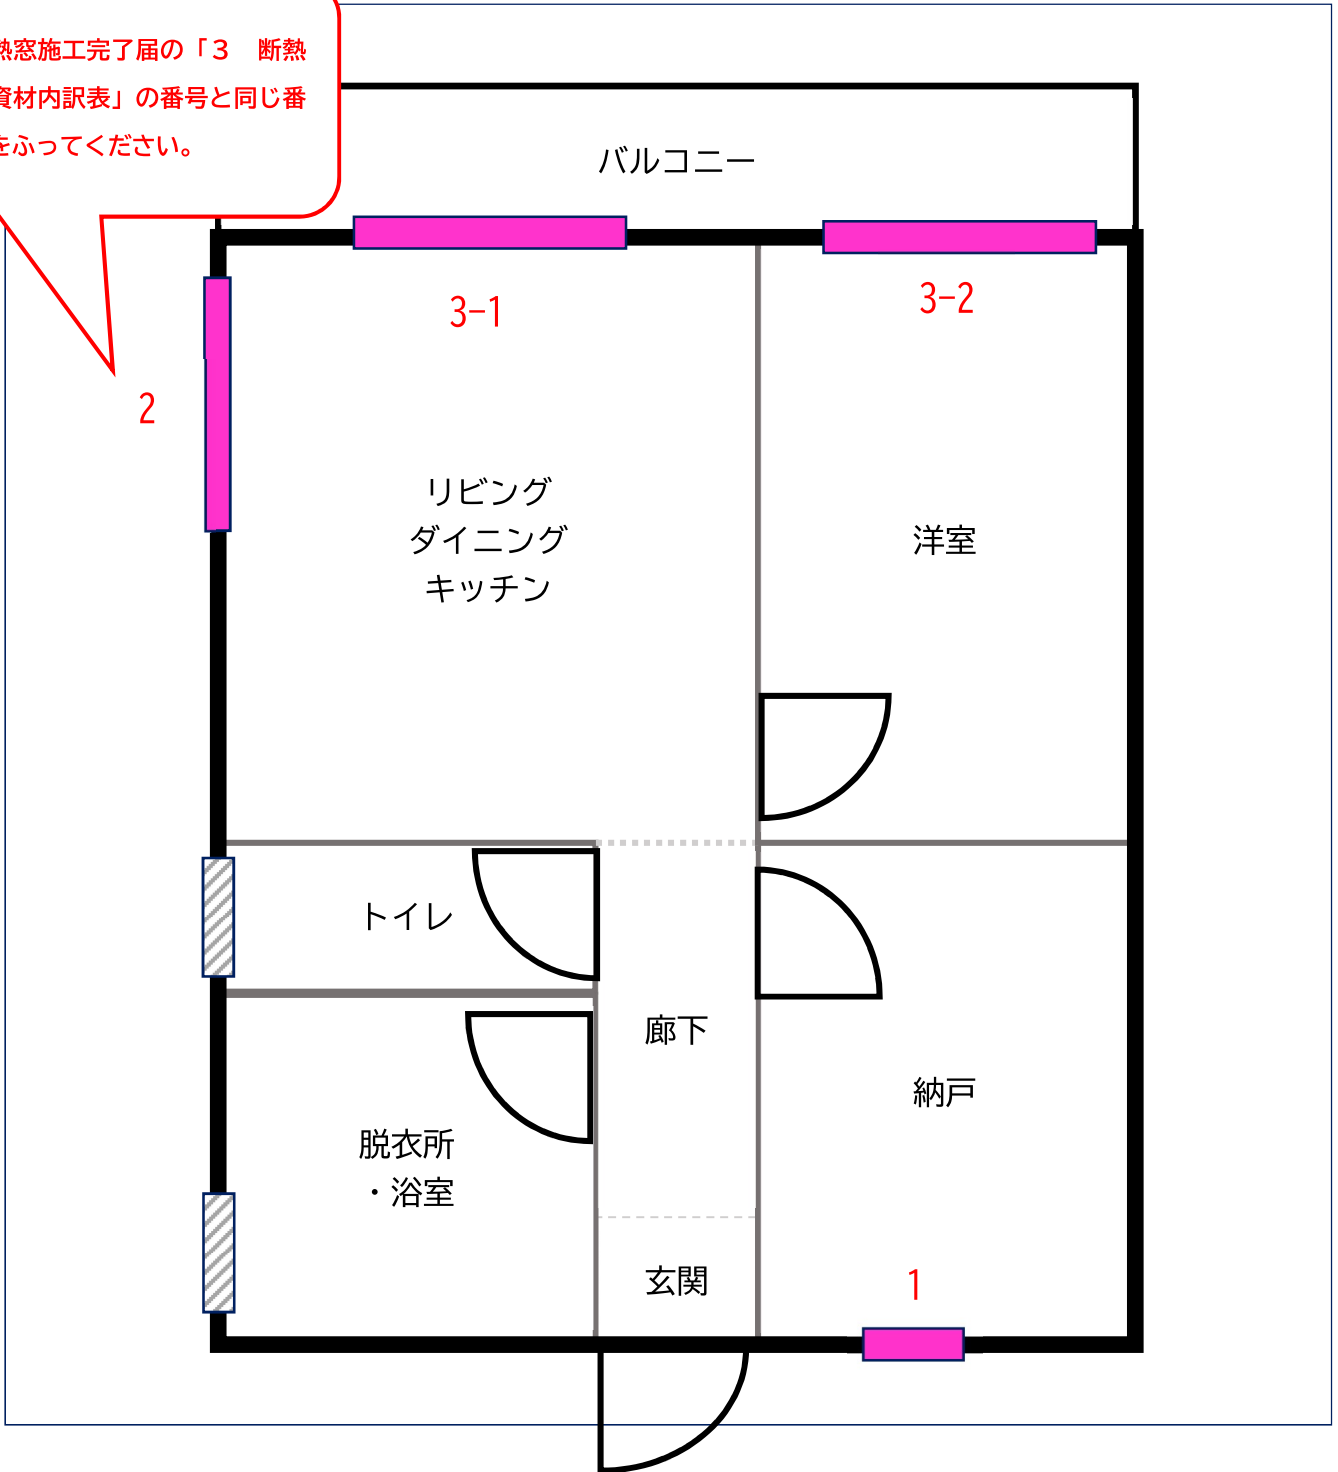 熱窓施工完了届の「３　断熱
資材内訳表」の番号と同じ番
をふってください。
バルコニー
3-1
3-2
2
リビング
ダイニング
キッチン
洋室
トイレ
廊下
納戸
脱衣所
・浴室
玄関
1